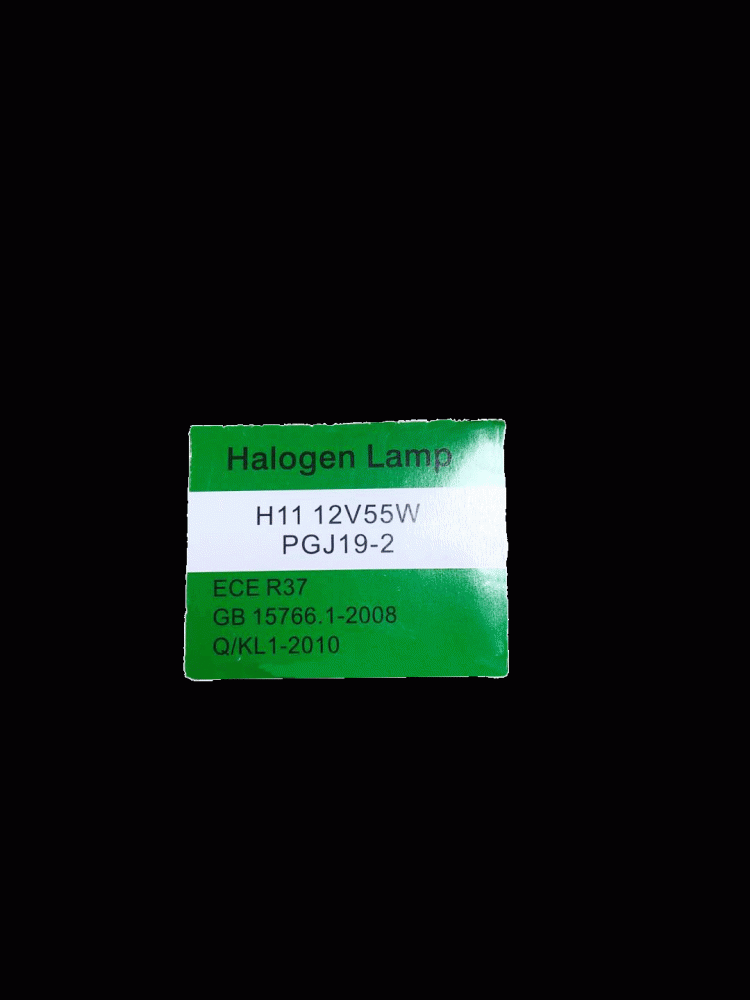 Halogen Lamp
H11 12V55W
PGJ19-2
ECE R37
GB 15766.1-2008
Q/KL1-2010